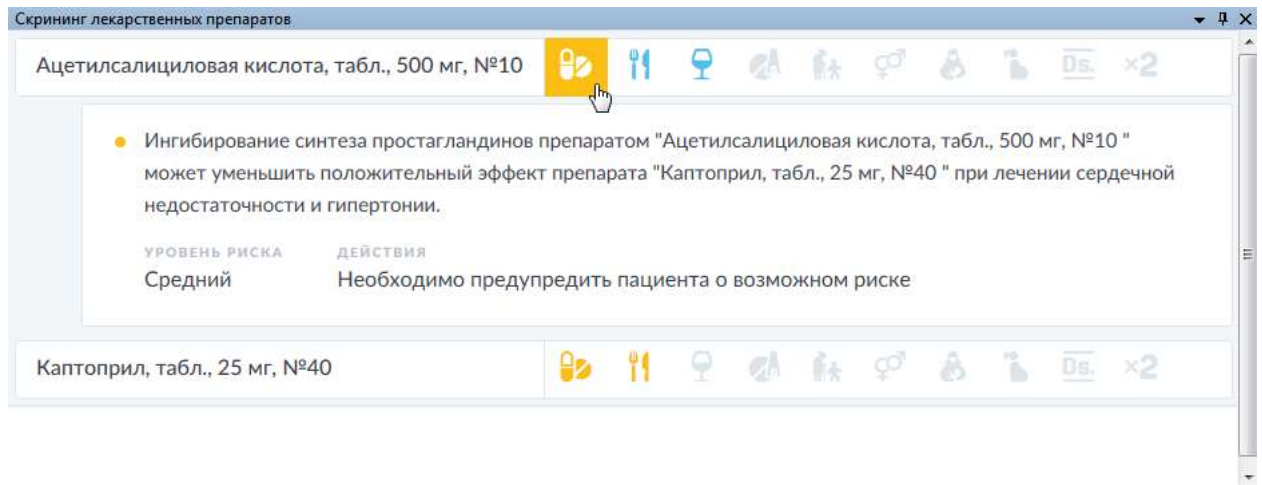 Скрининг лекарственных препаратов
Ацетилсалициловая кислота, табл., 500 мг, №10
Ds. ×2
Ингибирование синтеза простагландинов препаратом "Ацетилсалициловая кислота, табл., 500 мг, №10 "
может уменьшить положительный эффект препарата "Каптоприл, табл., 25 мг, №40 " при лечении сердечной
недостаточности и гипертонии.
УРОВЕНЬ РИСКА ДЕЙСТВИЯ
Средний Необходимо предупредить пациента о возможном риске
Каптоприл, табл., 25 мг, №40
Ds. ×2